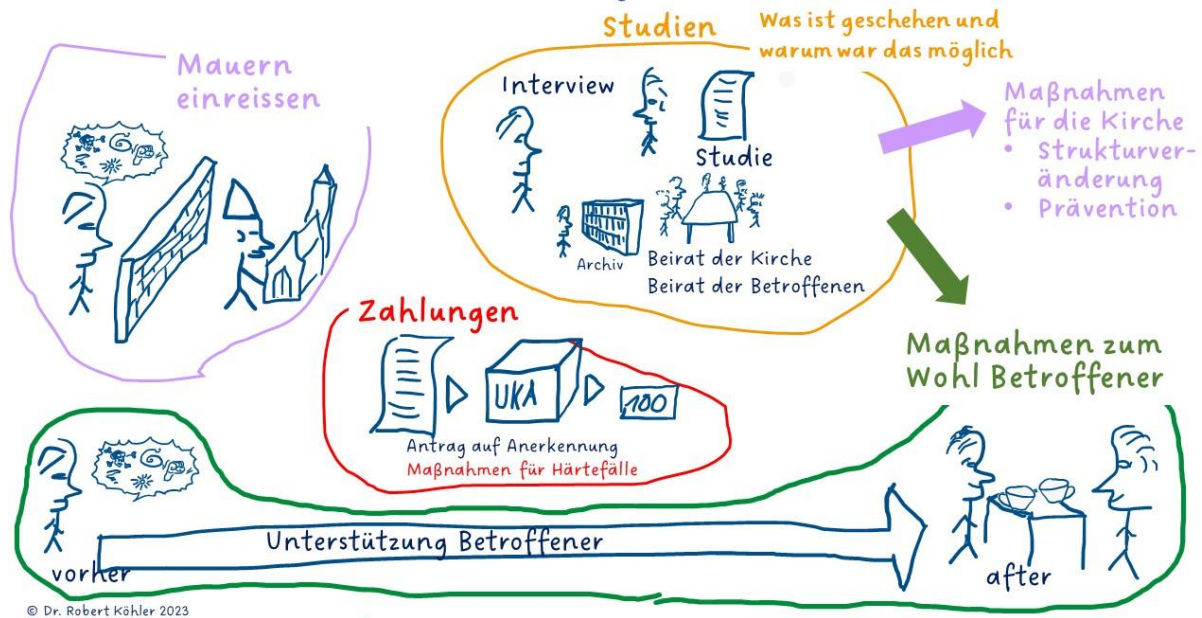 Mauern
einreissen
Studien
Was ist geschehen und
warum war das möglich
Interview
Studie
Archiv
Beirat der Kirche
Beirat der Betroffenen
Maßnahmen
für die Kirche
• Strukturver-
änderung
• Prävention
Zahlungen
UKA
100
Antrag auf Anerkennung
Maßnahmen für Härtefälle
Maßnahmen zum
Wohl Betroffener
Unterstützung Betroffener
vorher
after
© Dr. Robert Köhler 2023